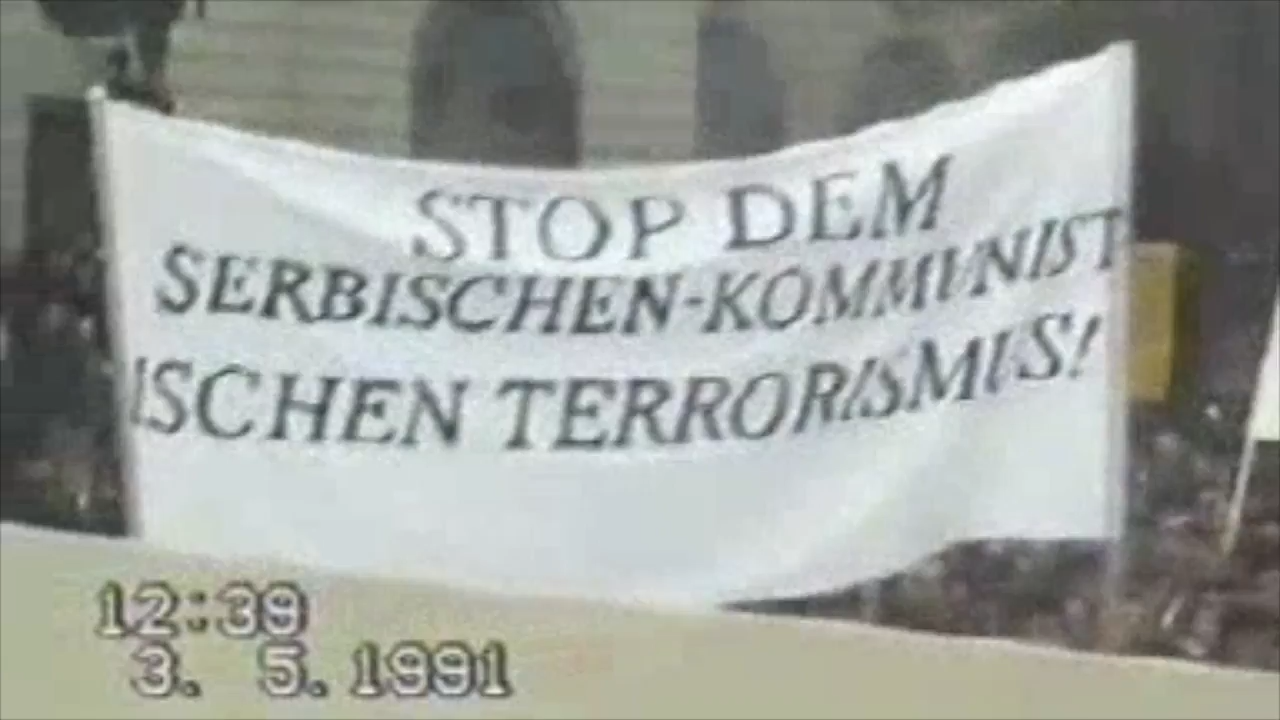 STOP DEM
SERBISCHEN-KOMMUNIST
ISCHEN TERRORISMUS!
12:39
3. 5.1991